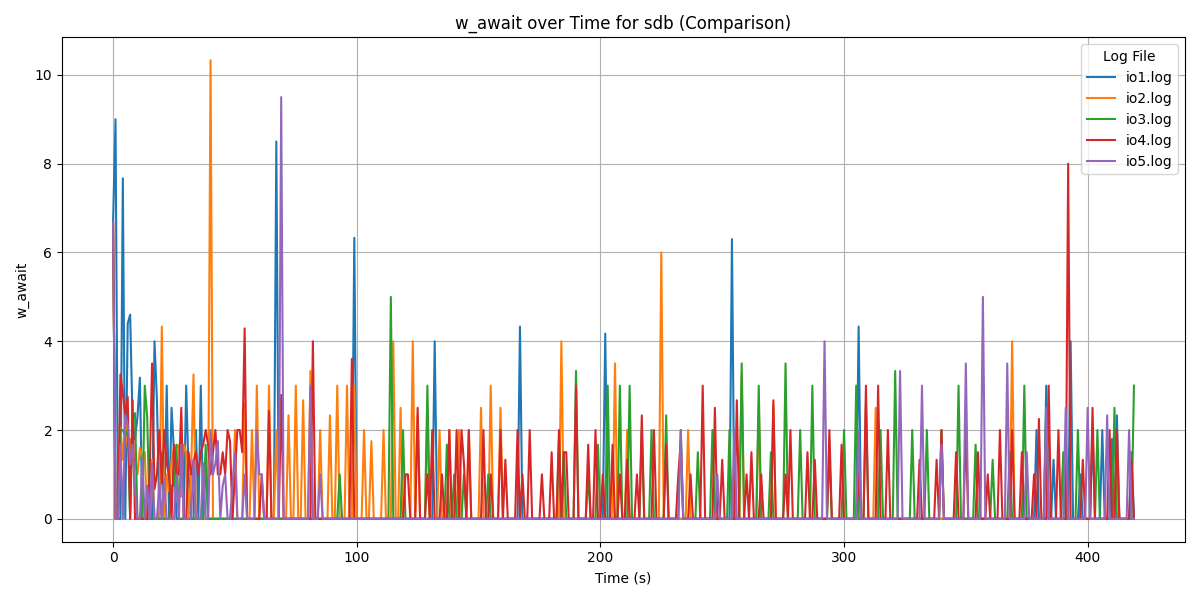 w_await over Time for sdb (Comparison)
Log File
io1.log
io2.log
io3.log
io4.log
io5.log
w_await
10
8
6
4
2
0
0 100 200 300 400
Time (s)